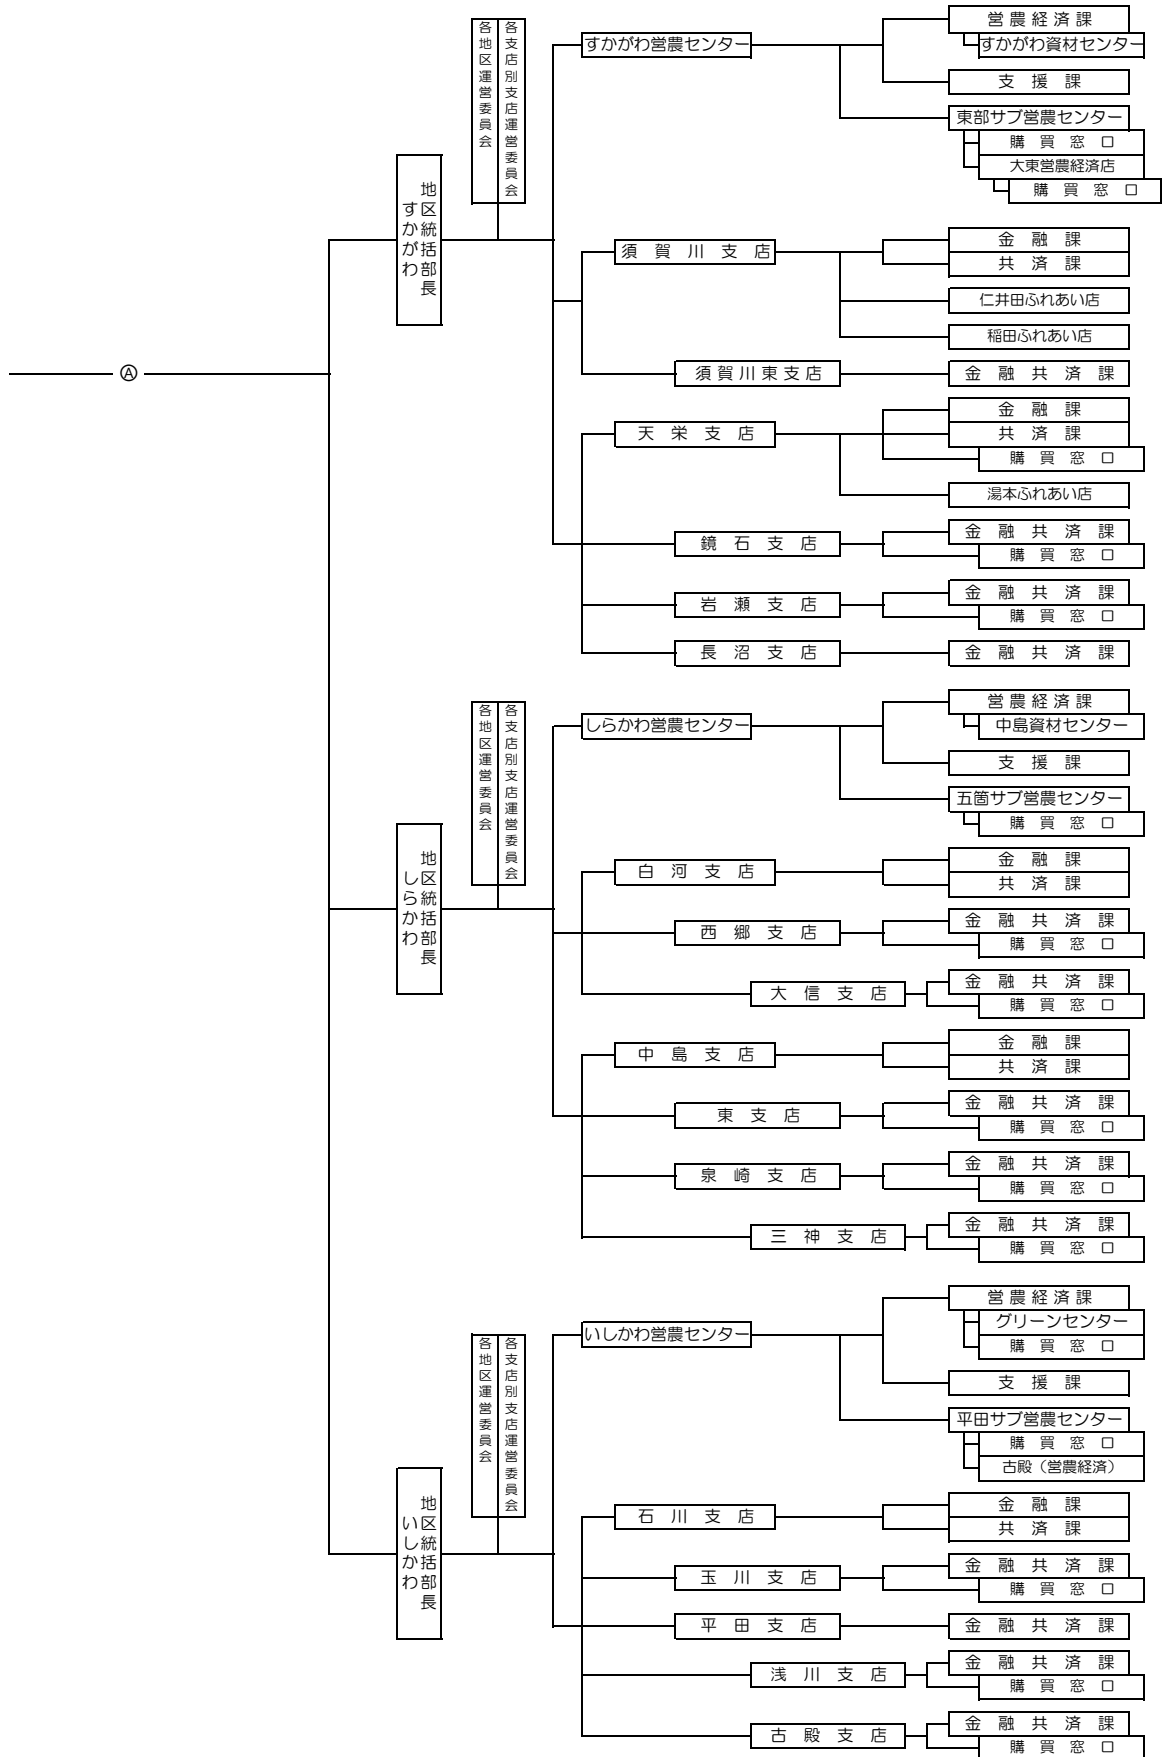 Ⓐ
すかがわ
地区統括部長
各地区運営委員会
各支店別支店運営委員会
すかがわ営農センター
営農経済課
すかがわ資材センター
支援課
東部サブ営農センター
購買窓口
大東営農経済店
購買窓口
須賀川支店
金融課
共済課
仁井田ふれあい店
稲田ふれあい店
須賀川東支店
金融共済課
天栄支店
金融課
共済課
購買窓口
湯本ふれあい店
鏡石支店
金融共済課
購買窓口
岩瀬支店
金融共済課
購買窓口
長沼支店
金融共済課
しらかわ
地区統括部長
各地区運営委員会
各支店別支店運営委員会
しらかわ営農センター
営農経済課
中島資材センター
支援課
五箇サブ営農センター
購買窓口
白河支店
金融課
共済課
西郷支店
金融共済課
購買窓口
大信支店
金融共済課
購買窓口
中島支店
金融課
共済課
東支店
金融共済課
購買窓口
泉崎支店
金融共済課
購買窓口
三神支店
金融共済課
購買窓口
いしかわ
地区統括部長
各地区運営委員会
各支店別支店運営委員会
いしかわ営農センター
営農経済課
グリーンセンター
購買窓口
支援課
平田サブ営農センター
購買窓口
古殿（営農経済）
石川支店
金融課
共済課
玉川支店
金融共済課
購買窓口
平田支店
金融共済課
浅川支店
金融共済課
購買窓口
古殿支店
金融共済課
購買窓口